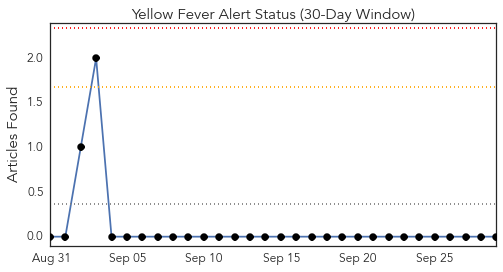 Yellow Fever Alert Status (30-Day Window)
Articles Found
2.0
1.5
1.0
0.5
0.0
Aug 31 Sep 05 Sep 10 Sep 15 Sep 20 Sep 25